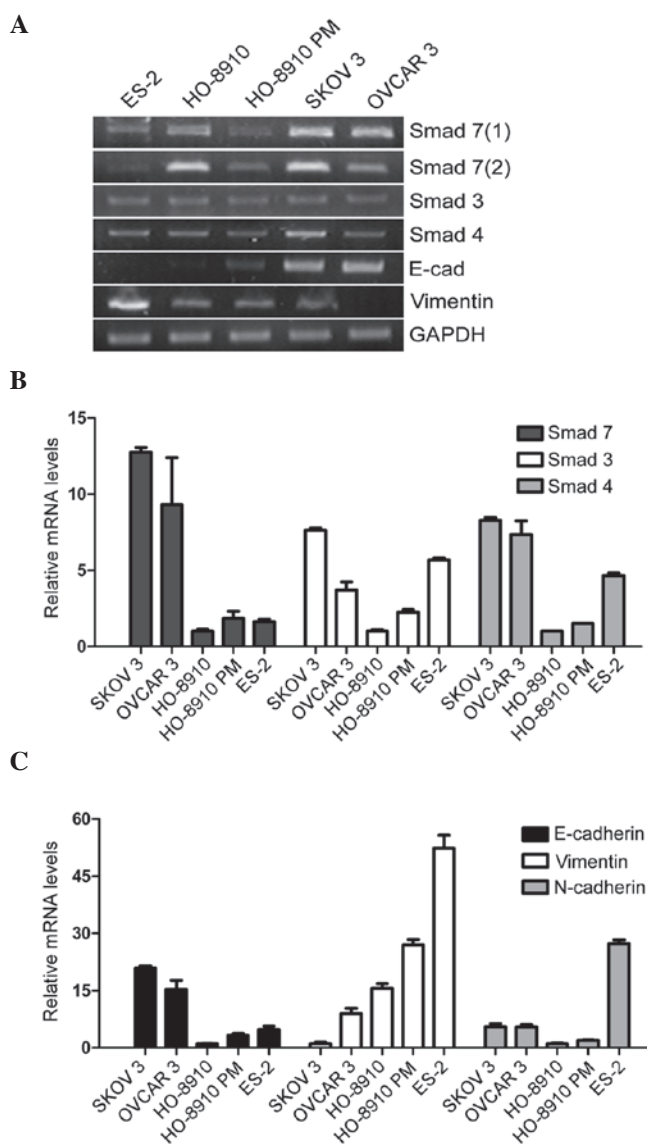 A
ES-2 HO-8910 HO-8910 PM SKOV 3 OVCAR 3
Smad 7(1)
Smad 7(2)
Smad 3
Smad 4
E-cad
Vimentin
GAPDH
B
Relative mRNA levels
15
10
5
0
Smad 7
Smad 3
Smad 4
SKOV 3 OVCAR 3 HO-8910 HO-8910 PM ES-2 SKOV 3 OVCAR 3 HO-8910 HO-8910 PM ES-2 SKOV 3 OVCAR 3 HO-8910 HO-8910 PM ES-2
C
Relative mRNA levels
60
45
30
15
0
E-cadherin
Vimentin
N-cadherin
SKOV 3 OVCAR 3 HO-8910 HO-8910 PM ES-2 SKOV 3 OVCAR 3 HO-8910 HO-8910 PM ES-2 SKOV 3 OVCAR 3 HO-8910 HO-8910 PM ES-2